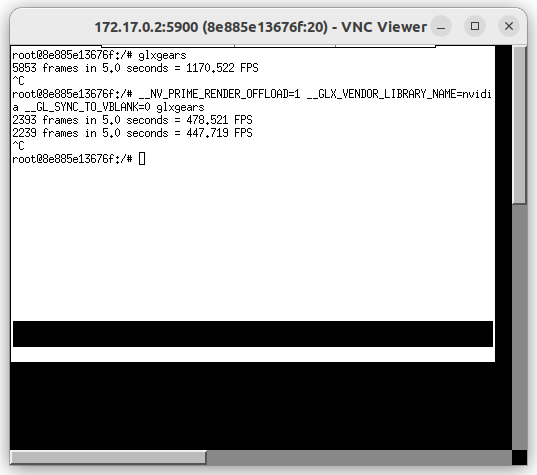 172.17.0.2:5900 (8e885e13676f:20) - VNC Viewer
root@8e885e13676f:/# glxgears
5853 frames in 5.0 seconds = 1170.522 FPS
^C
root@8e885e13676f:/# __NV_PRIME_RENDER_OFFLOAD=1 __GLX_VENDOR_LIBRARY_NAME=nvidi
a __GL_SYNC_TO_VBLANK=0 glxgears
2393 frames in 5.0 seconds = 478.521 FPS
2239 frames in 5.0 seconds = 447.719 FPS
^C
root@8e885e13676f:/#